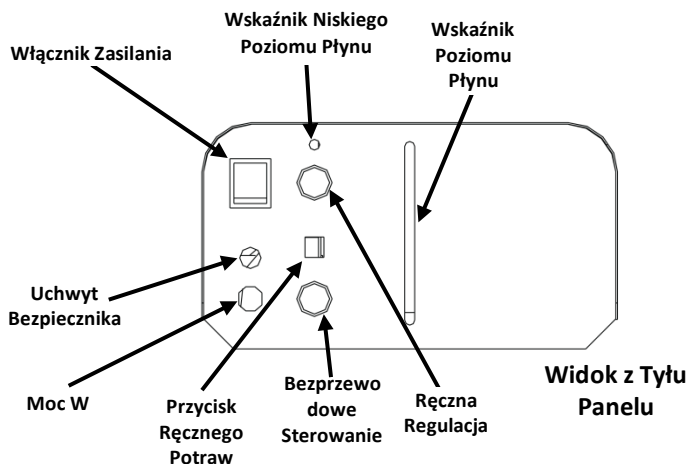 Wskaźnik Niskiego
Poziomu Płynu
Wskaźnik
Poziomu
Płynu
Włącznik Zasilania
Uchwyt
Bezpiecznika
Moc W
Przycisk
Ręcznego
Potraw
Bezprzewo
dowe
Sterowanie
Ręczna
Regulacja
Widok z Tyłu
Panelu